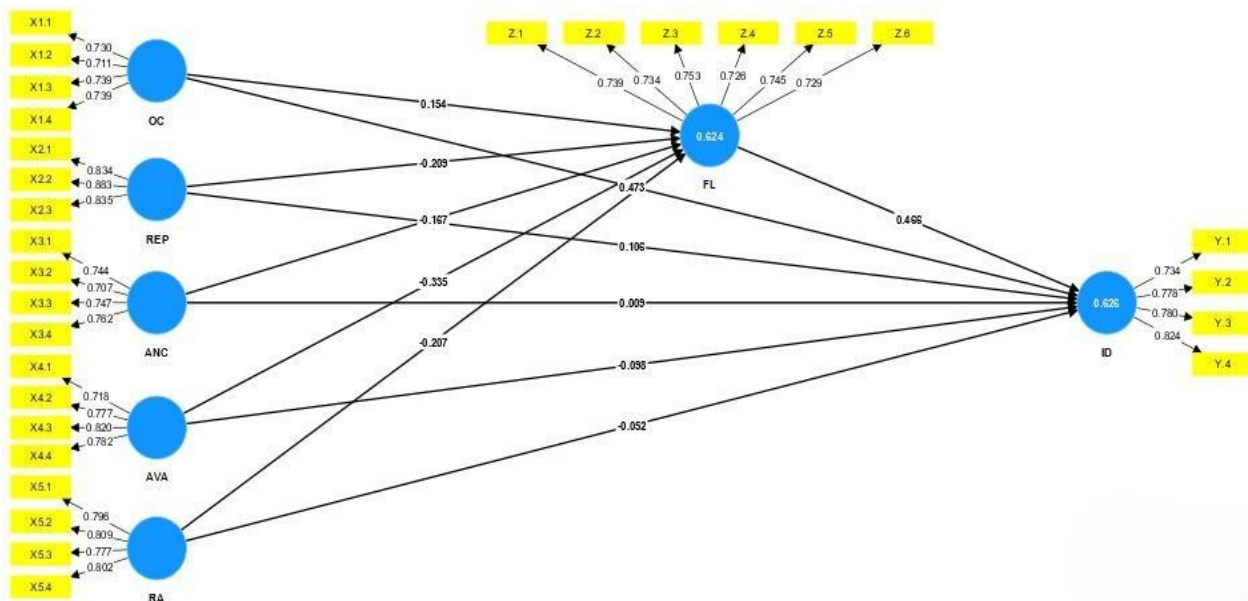 X1.1
X1.2
X1.3
X1.4
0.730
0.711
0.739
0.739
OC
X2.1
X2.2
X2.3
0.834
0.883
0.835
REP
X3.1
X3.2
X3.3
X3.4
0.744
0.707
0.747
0.762
ANC
X4.1
X4.2
X4.3
X4.4
0.718
0.777
0.820
0.782
AVA
X5.1
X5.2
X5.3
X5.4
0.796
0.809
0.777
0.802
RA
Z.1
Z.2
Z.3
Z.4
Z.5
Z.6
0.739
0.734
0.753
0.726
0.745
0.729
0.624
FL
0.154
-0.209
-0.167
-0.335
-0.207
0.473
0.106
0.009
-0.098
-0.052
0.466
0.626
ID
Y.1
Y.2
Y.3
Y.4
0.734
0.778
0.780
0.824